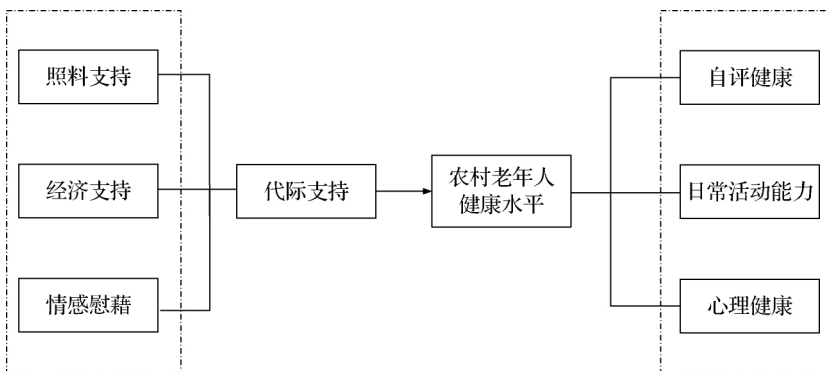 照料支持
经济支持
情感慰藉
代际支持
农村老年人
健康水平
自评健康
日常活动能力
心理健康